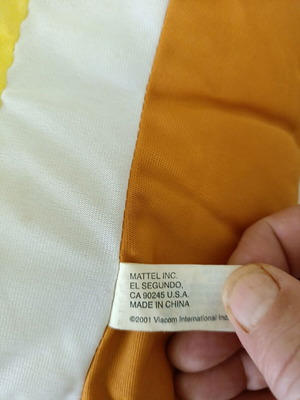 MATTEL INC.
EL SEGUNDO,
CA 90245 U.S.A.
MADE IN CHINA
©2001 Viacom International Inc